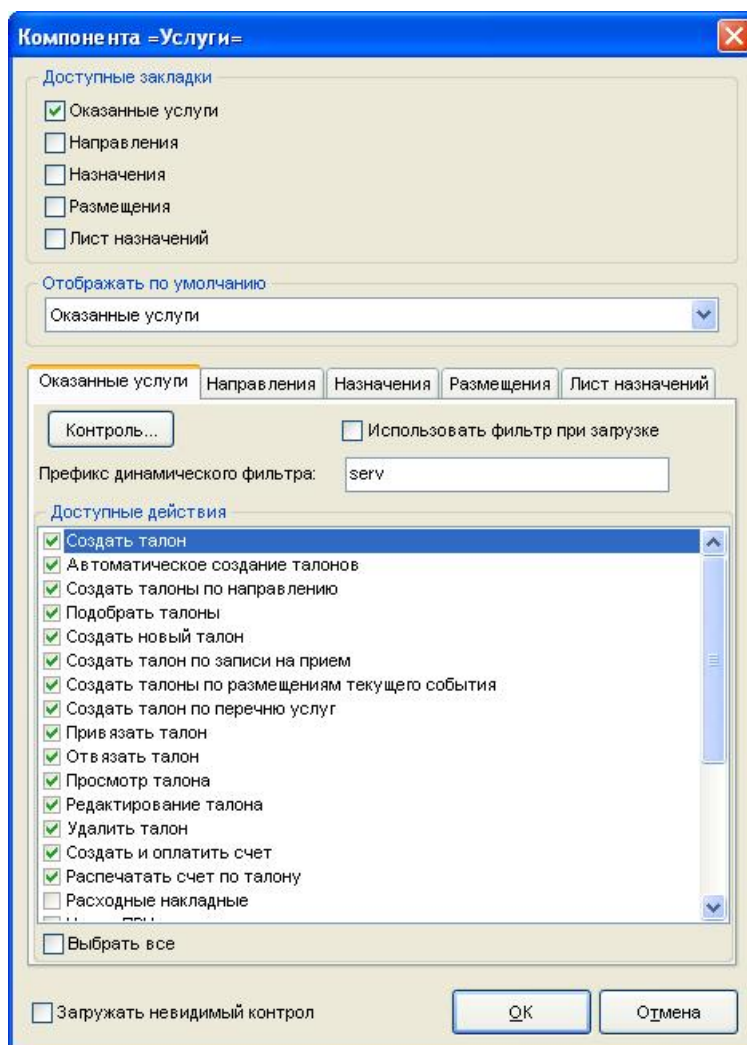 Компонента =Услуги=
Доступные закладки
Оказанные услуги
Направления
Назначения
Размещения
Лист назначений
Отображать по умолчанию
Оказанные услуги
Оказанные услуги Направления Назначения Размещения Лист назначений
Контроль... Использовать фильтр при загрузке
Префикс динамического фильтра: serv
Доступные действия
Создать талон
Автоматическое создание талонов
Создать талоны по направлению
Подобрать талоны
Создать новый талон
Создать талон по записи на прием
Создать талоны по размещениям текущего события
Создать талон по перечню услуг
Привязать талон
Отвязать талон
Просмотр талона
Редактирование талона
Удалить талон
Создать и оплатить счет
Распечатать счет по талону
Расходные накладные
Выбрать все
Загружать невидимый контрол OK Отмена